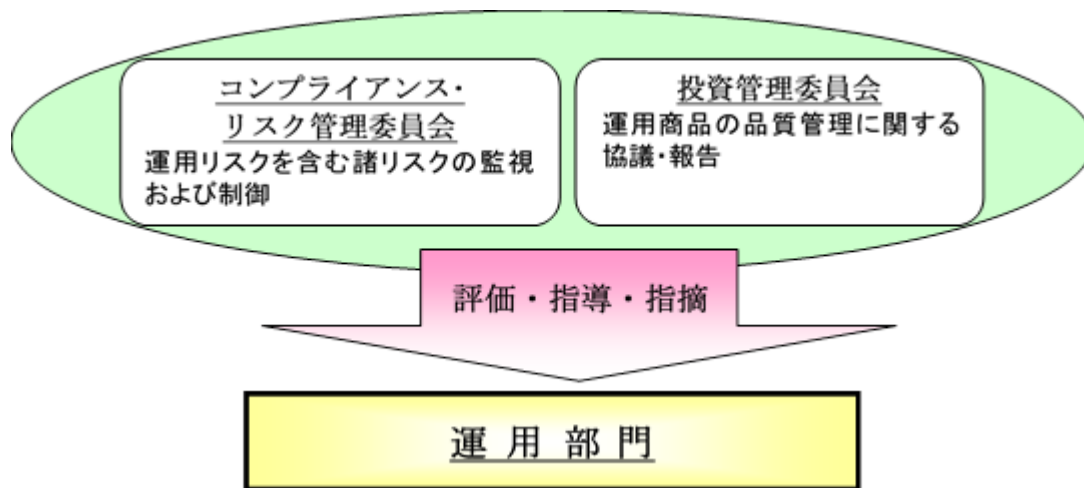 コンプライアンス・
リスク管理委員会
運用リスクを含む諸リスクの監視
および制御
投資管理委員会
運用商品の品質管理に関する
協議・報告
評価・指導・指摘
運用部門